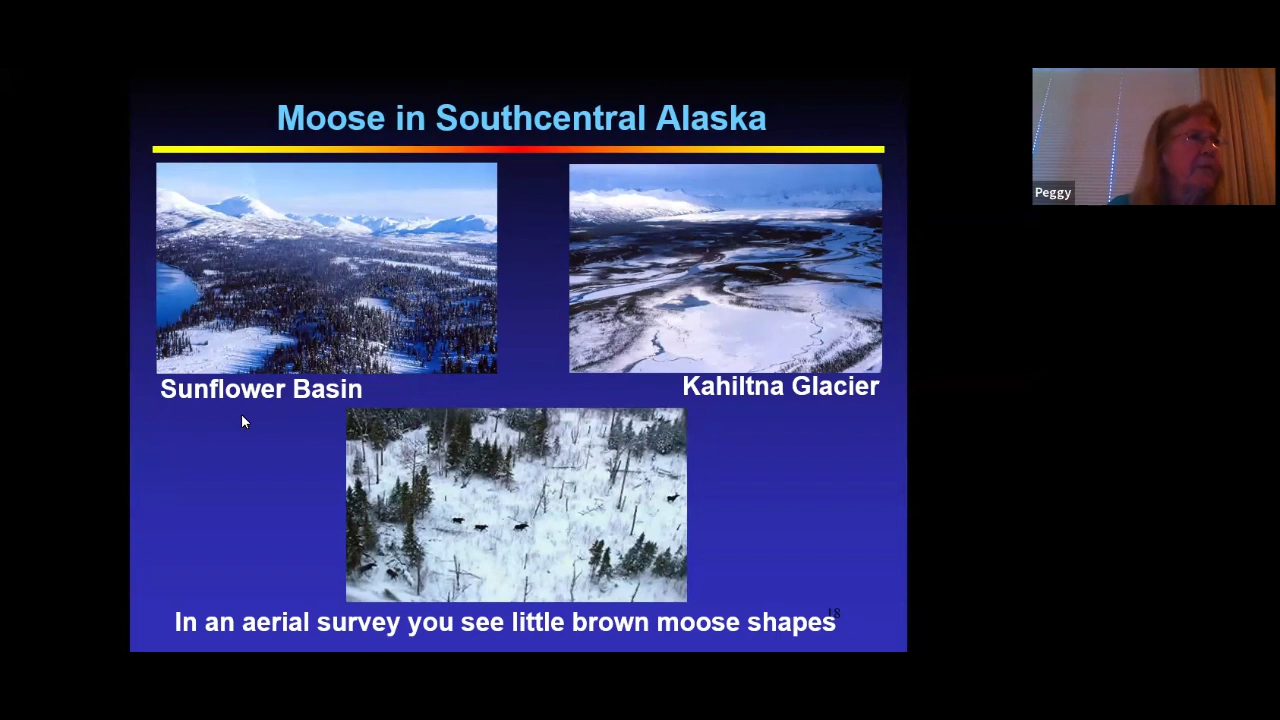 Moose in Southcentral Alaska
Peggy
Sunflower Basin
Kahiltna Glacier
18
In an aerial survey you see little brown moose shapes